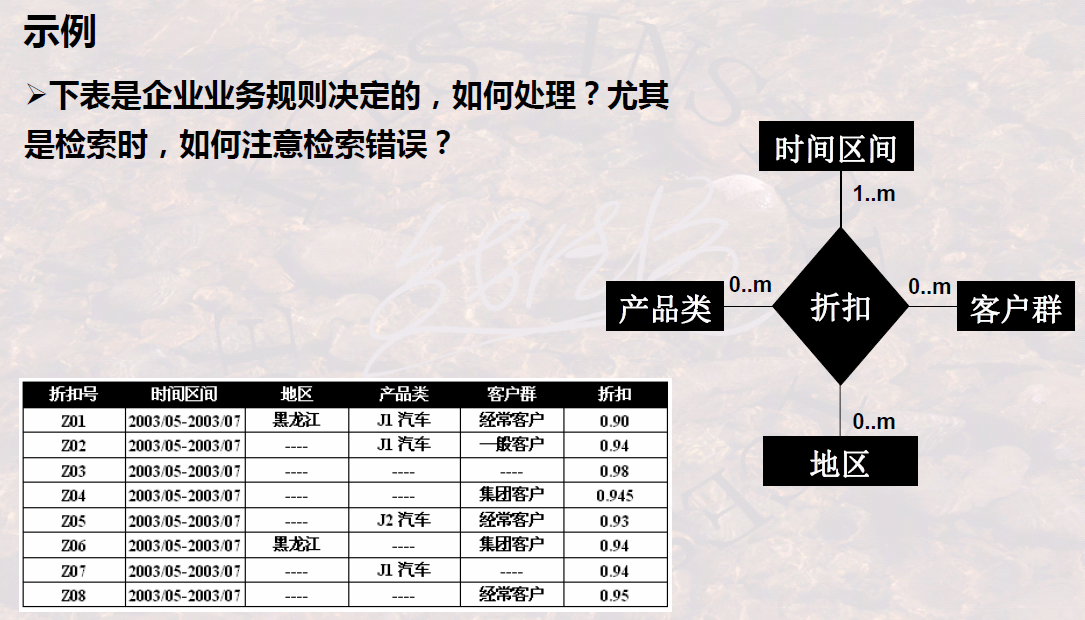 示例
➢下表是企业业务规则决定的，如何处理？尤其
是检索时，如何注意检索错误？
时间区间
1..m
产品类
0..m
折扣
0..m
客户群
0..m
地区
折扣号 时间区间 地区 产品类 客户群 折扣
Z01 2003/05-2003/07 黑龙江 J1 汽车 经常客户 0.90
Z02 2003/05-2003/07 ---- J1 汽车 一般客户 0.94
Z03 2003/05-2003/07 ---- ---- ---- 0.98
Z04 2003/05-2003/07 ---- ---- 集团客户 0.945
Z05 2003/05-2003/07 ---- J2 汽车 经常客户 0.93
Z06 2003/05-2003/07 黑龙江 ---- 集团客户 0.94
Z07 2003/05-2003/07 ---- J1 汽车 ---- 0.94
Z08 2003/05-2003/07 ---- ---- 经常客户 0.95